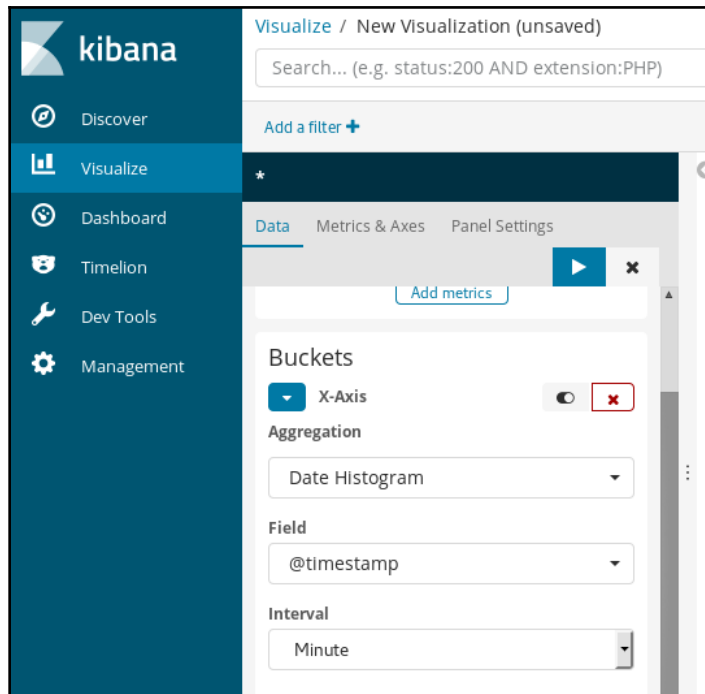 kibana
Discover
Visualize
Dashboard
Timelion
Dev Tools
Management
Visualize / New Visualization (unsaved)
Search... (e.g. status:200 AND extension:PHP)
Add a filter +
*
Data Metrics & Axes Panel Settings
Add metrics
Buckets
X-Axis
Aggregation
Date Histogram
Field
@timestamp
Interval
Minute